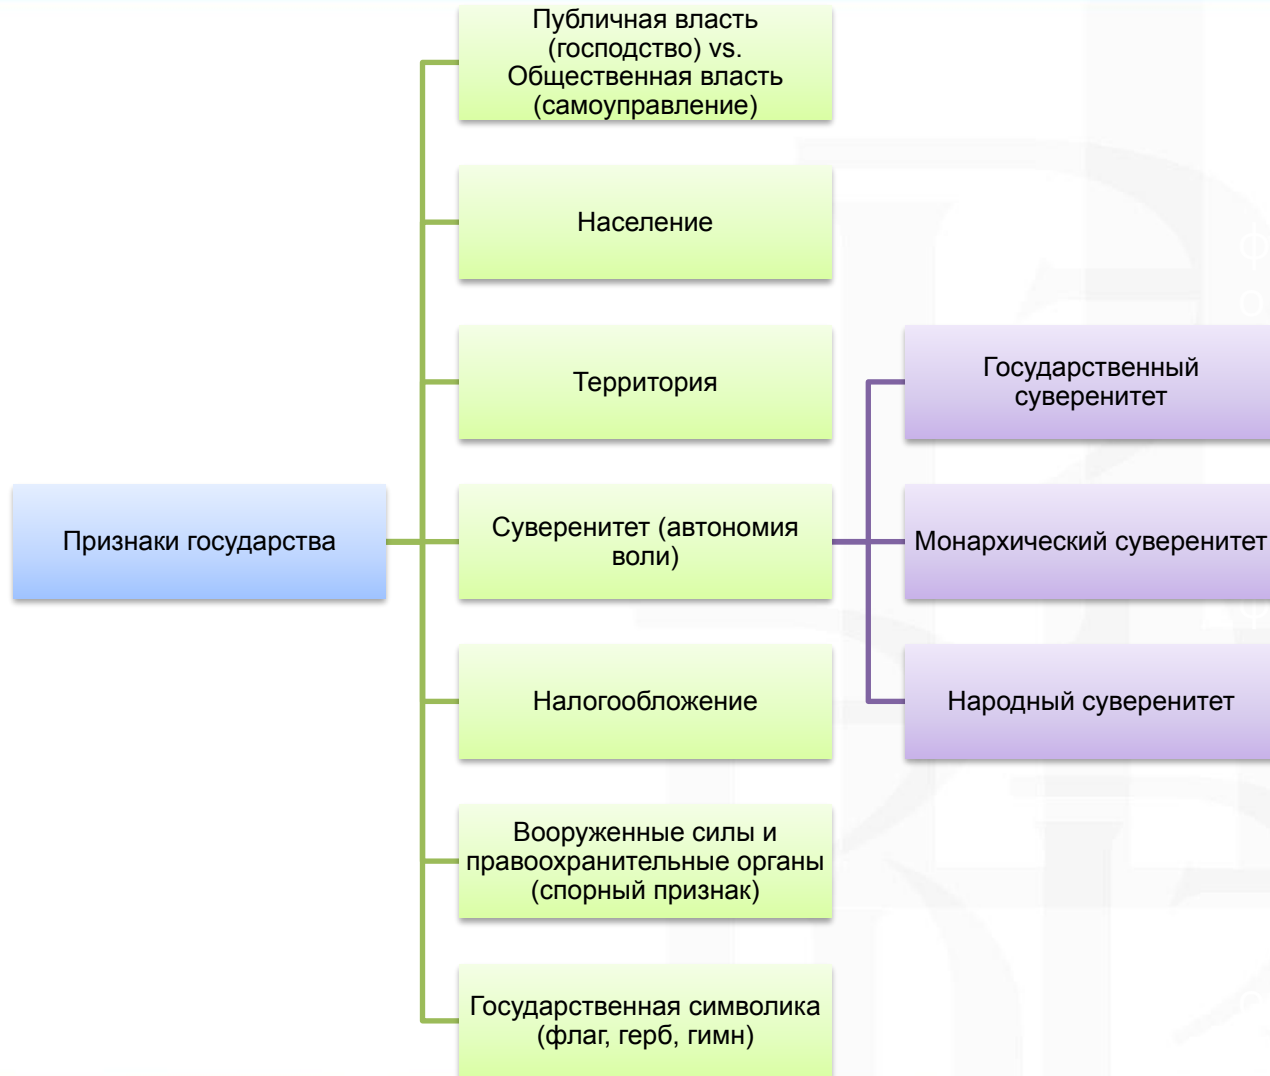 Публичная власть
(господство) vs.
Общественная власть
(самоуправление)
Население
Территория
Государственный
суверенитет
Признаки государства
Суверенитет (автономия
воли)
Монархический суверенитет
Налогообложение
Народный суверенитет
Вооруженные силы и
правоохранительные органы
(спорный признак)
Государственная символика
(флаг, герб, гимн)